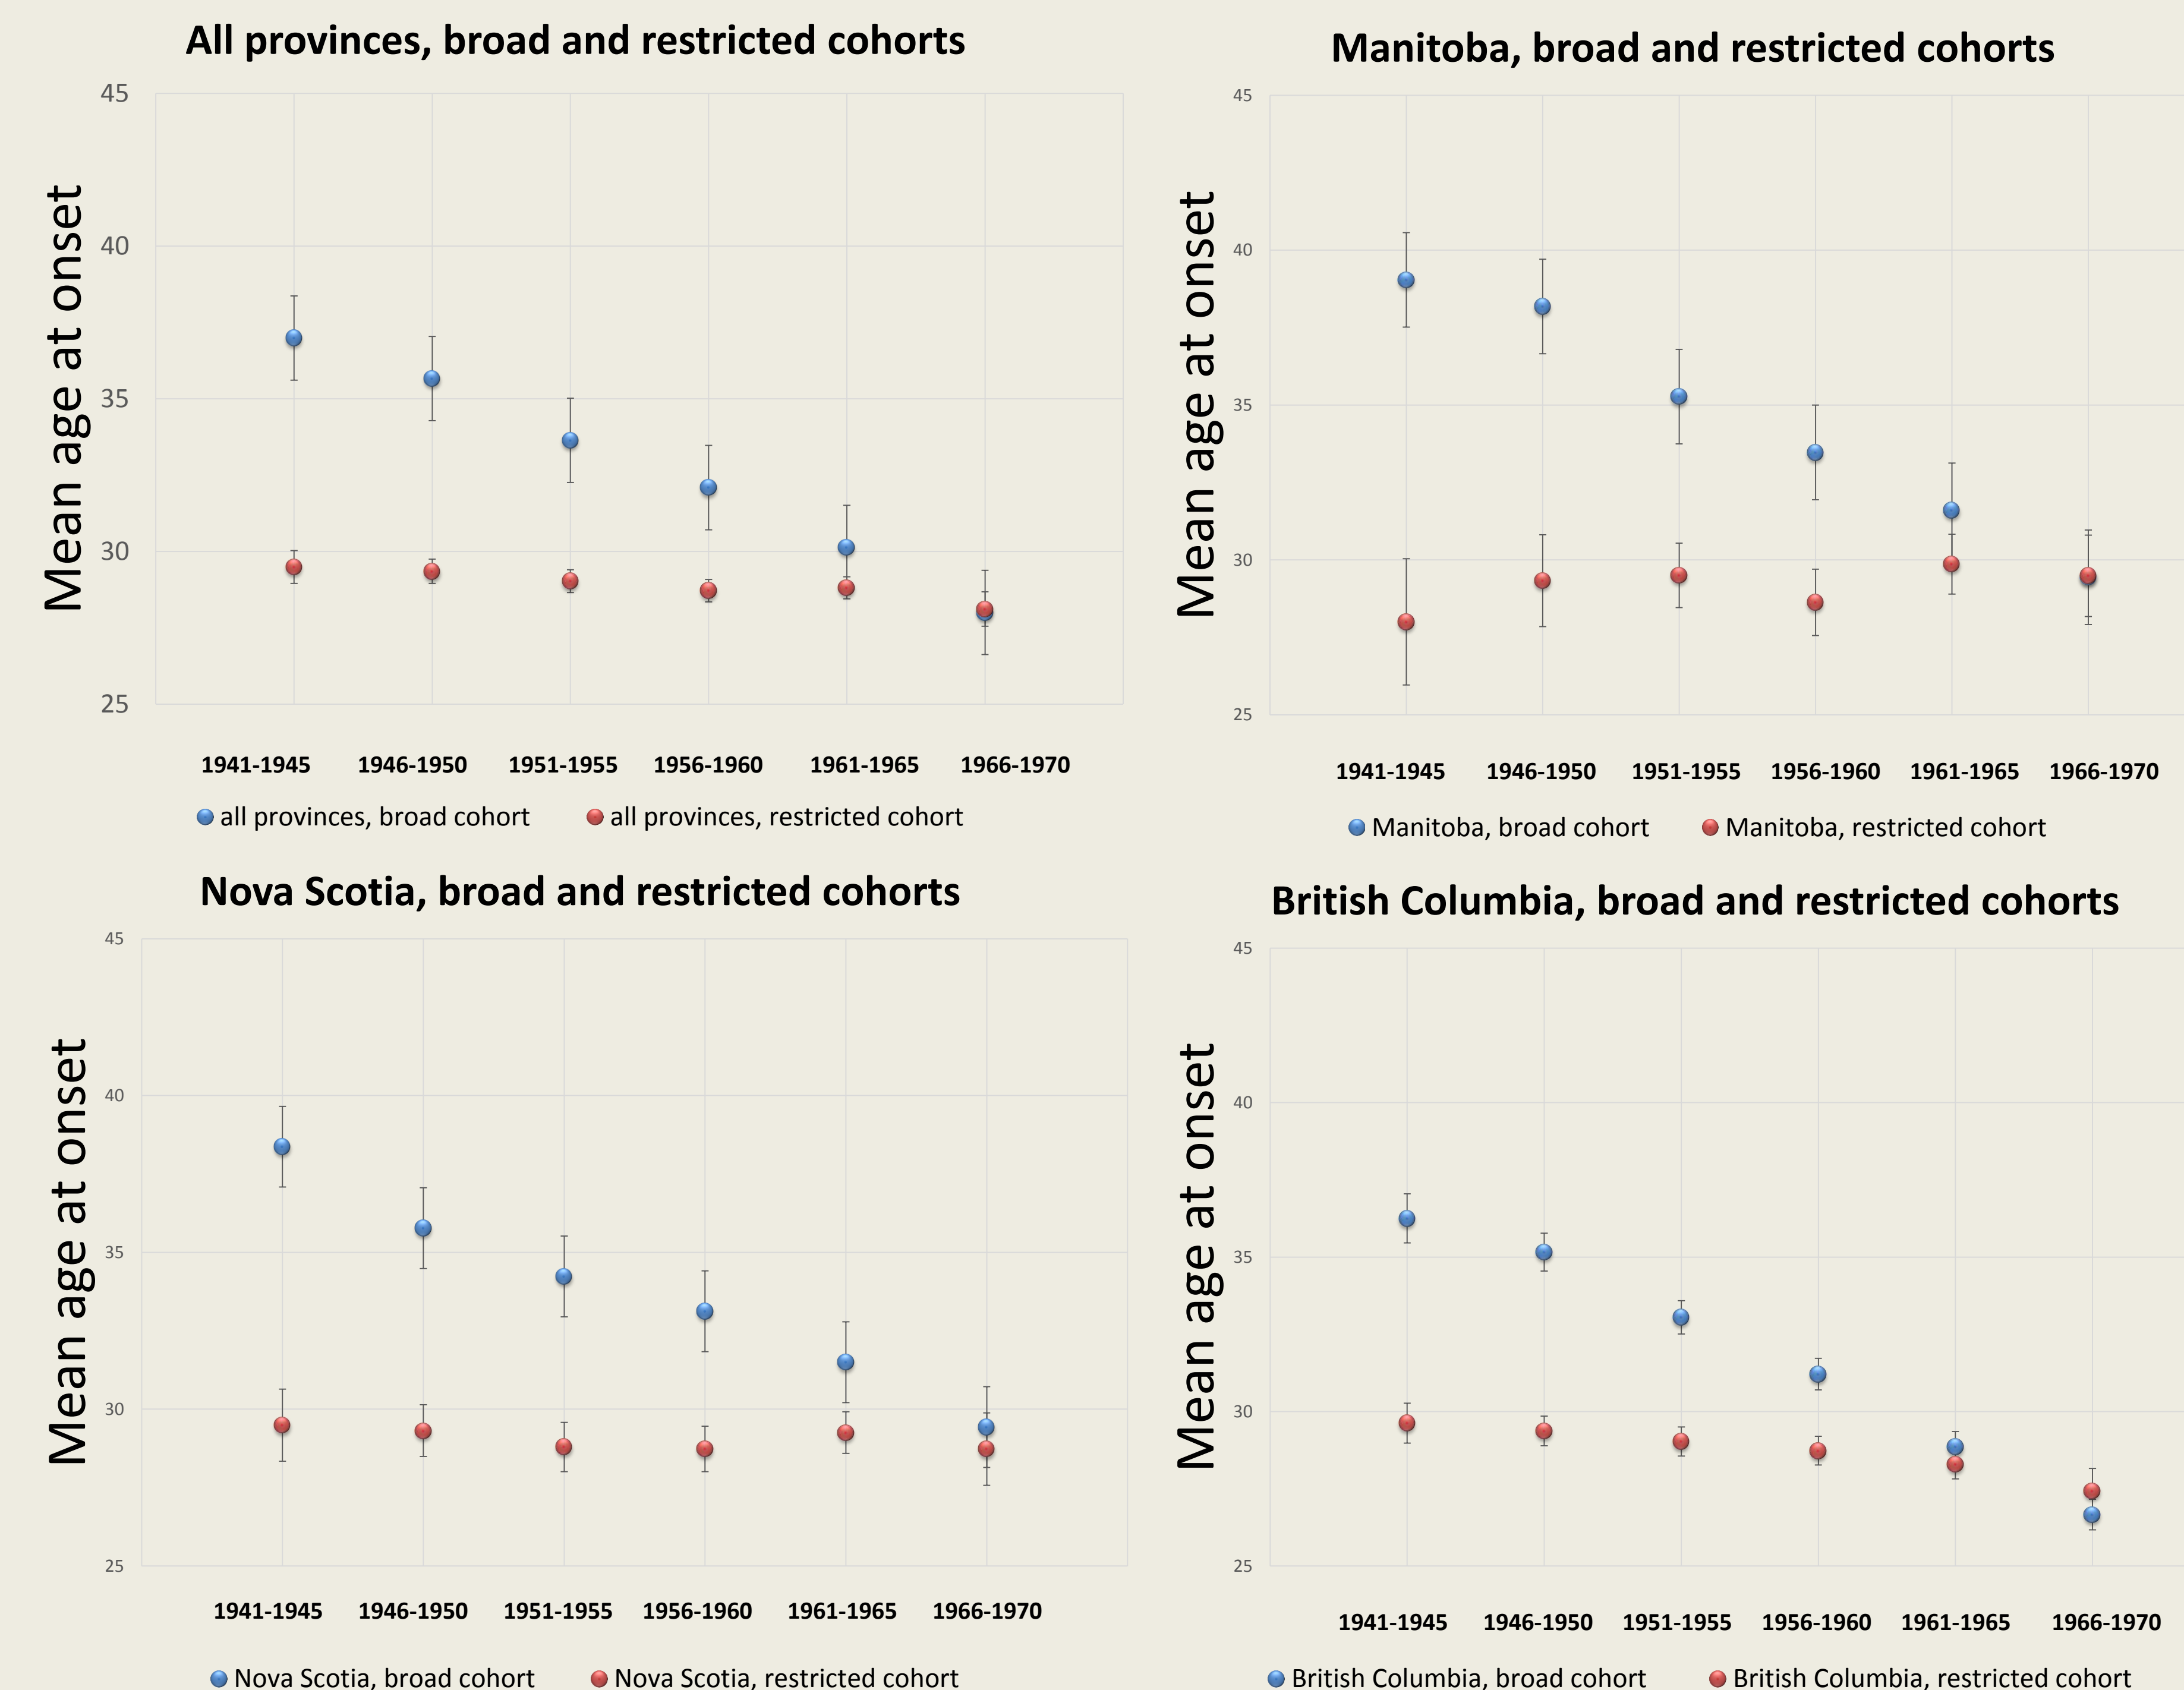 All provinces, broad and restricted cohorts
Mean age at onset
45
40
35
30
25
1941-1945 1946-1950 1951-1955 1956-1960 1961-1965 1966-1970
all provinces, broad cohort all provinces, restricted cohort
Manitoba, broad and restricted cohorts
Mean age at onset
45
40
35
30
25
1941-1945 1946-1950 1951-1955 1956-1960 1961-1965 1966-1970
Manitoba, broad cohort Manitoba, restricted cohort
Nova Scotia, broad and restricted cohorts
Mean age at onset
45
40
35
30
25
1941-1945 1946-1950 1951-1955 1956-1960 1961-1965 1966-1970
Nova Scotia, broad cohort Nova Scotia, restricted cohort
British Columbia, broad and restricted cohorts
Mean age at onset
45
40
35
30
25
1941-1945 1946-1950 1951-1955 1956-1960 1961-1965 1966-1970
British Columbia, broad cohort British Columbia, restricted cohort